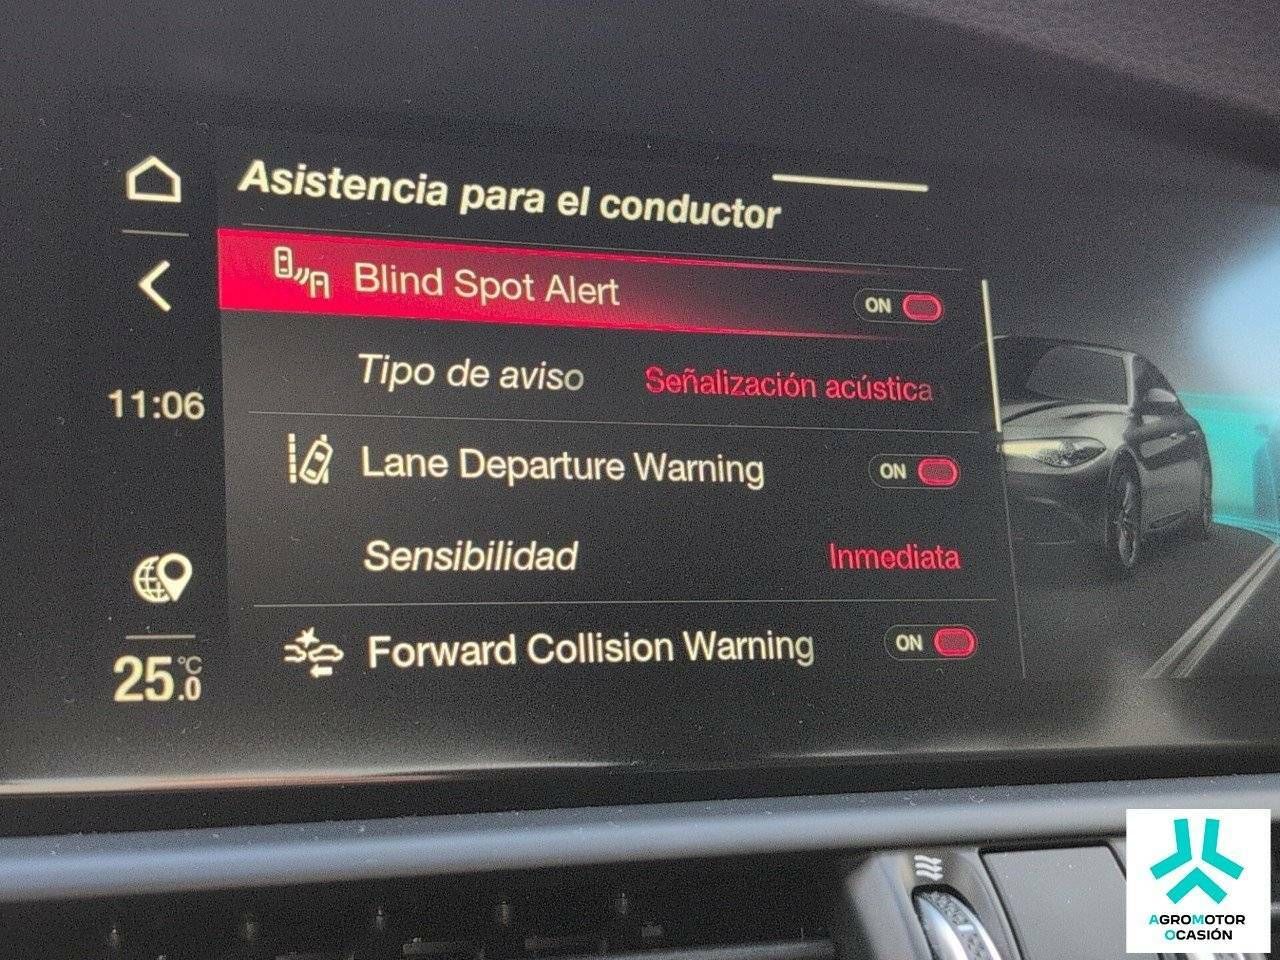 Asistencia para el conductor
Blind Spot Alert ON
Tipo de aviso Señalización acústica
11:06
Lane Departure Warning ON
Sensibilidad Inmediata
Forward Collision Warning ON
25.0 °C
AGROMOTOR
OCASIÓN